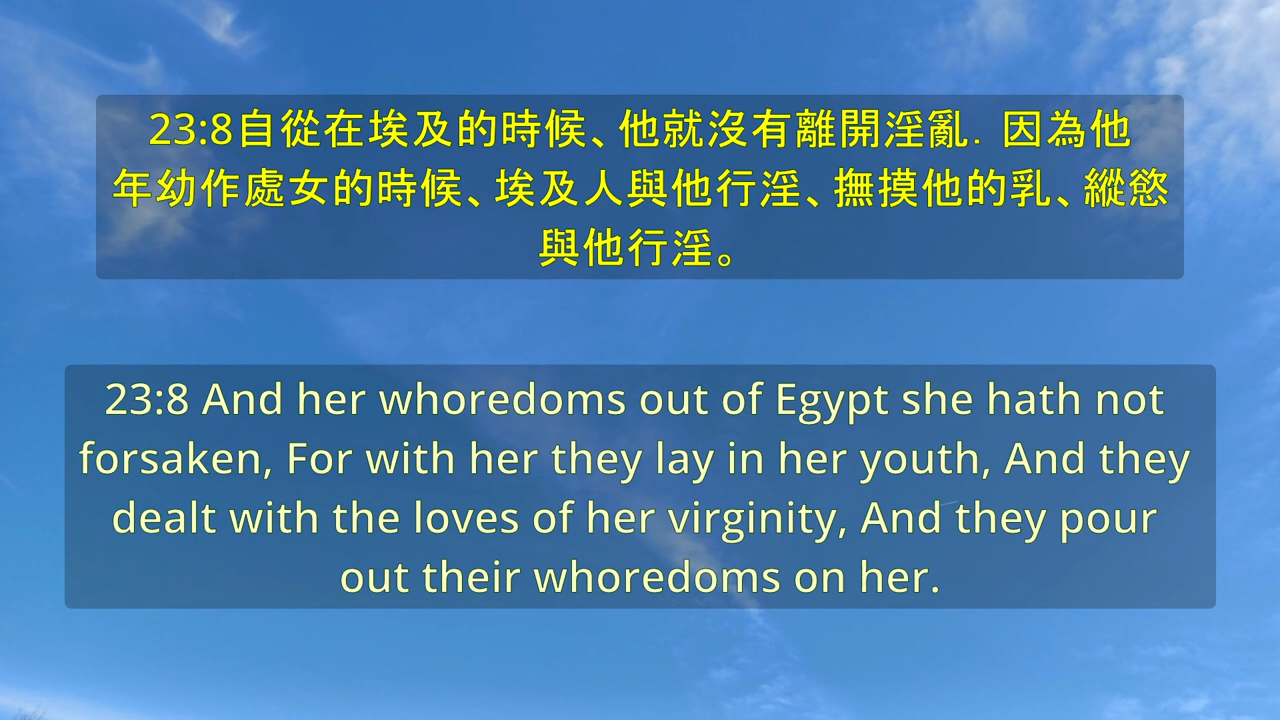 23:8自從在埃及的時候、他就沒有離開淫亂．因為他
年幼作處女的時候、埃及人與他行淫、撫摸他的乳、縱慾
與他行淫。
23:8 And her whoredoms out of Egypt she hath not
forsaken, For with her they lay in her youth, And they
dealt with the loves of her virginity, And they pour
out their whoredoms on her.